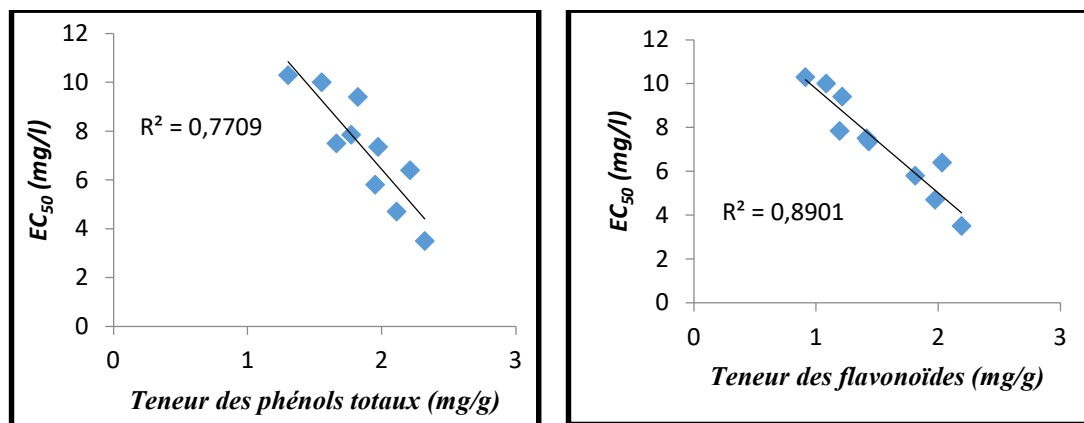 EC50 (mg/l)
12
10
8
6
4
2
0
R² = 0,7709
0 1 2 3
Teneur des phénols totaux (mg/g)
EC50 (mg/l)
12
10
8
6
4
2
0
R² = 0,8901
0 1 2 3
Teneur des flavonoïdes (mg/g)